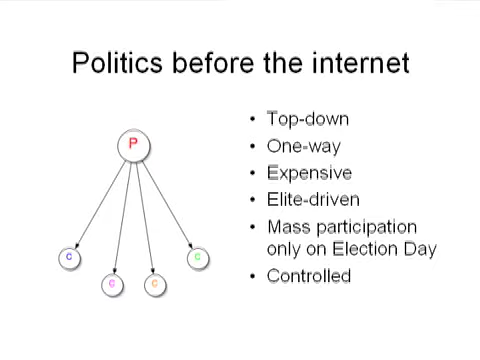 Politics before the internet
P
C
C
C
C
• Top-down
• One-way
• Expensive
• Elite-driven
• Mass participation
only on Election Day
• Controlled